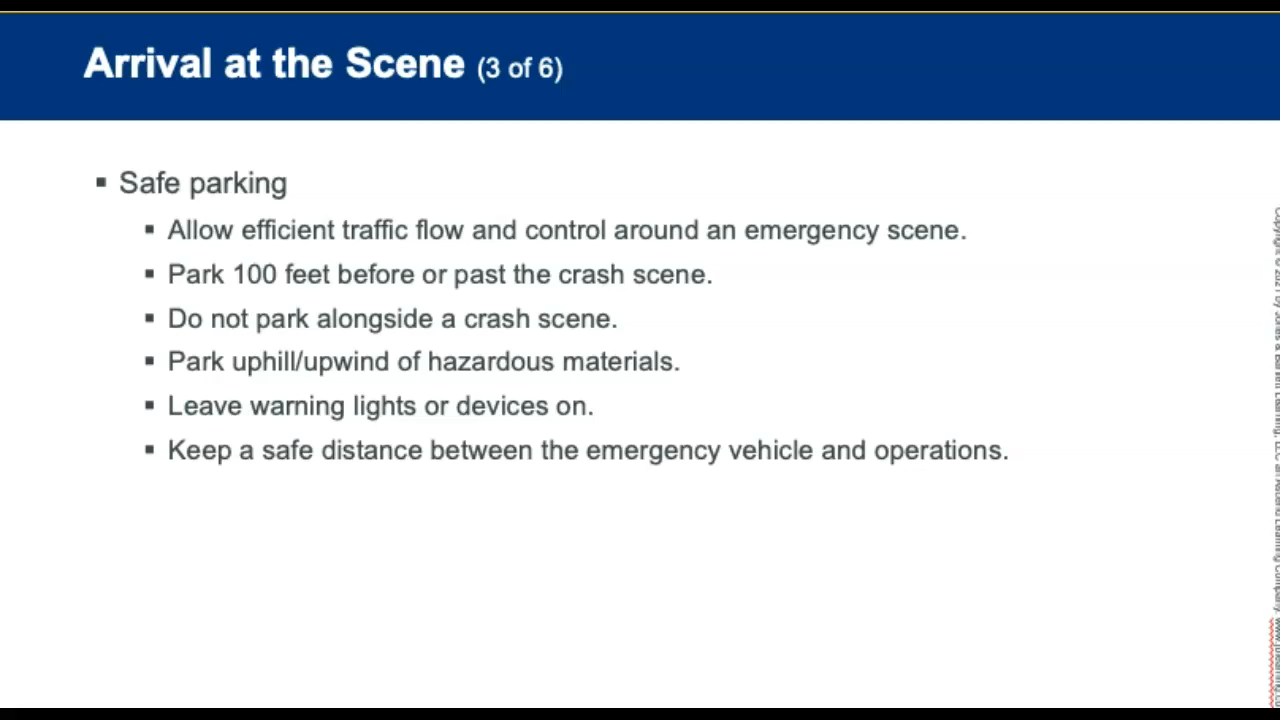 Arrival at the Scene (3 of 6)
▪ Safe parking
▪ Allow efficient traffic flow and control around an emergency scene.
▪ Park 100 feet before or past the crash scene.
▪ Do not park alongside a crash scene.
▪ Park uphill/upwind of hazardous materials.
▪ Leave warning lights or devices on.
▪ Keep a safe distance between the emergency vehicle and operations.